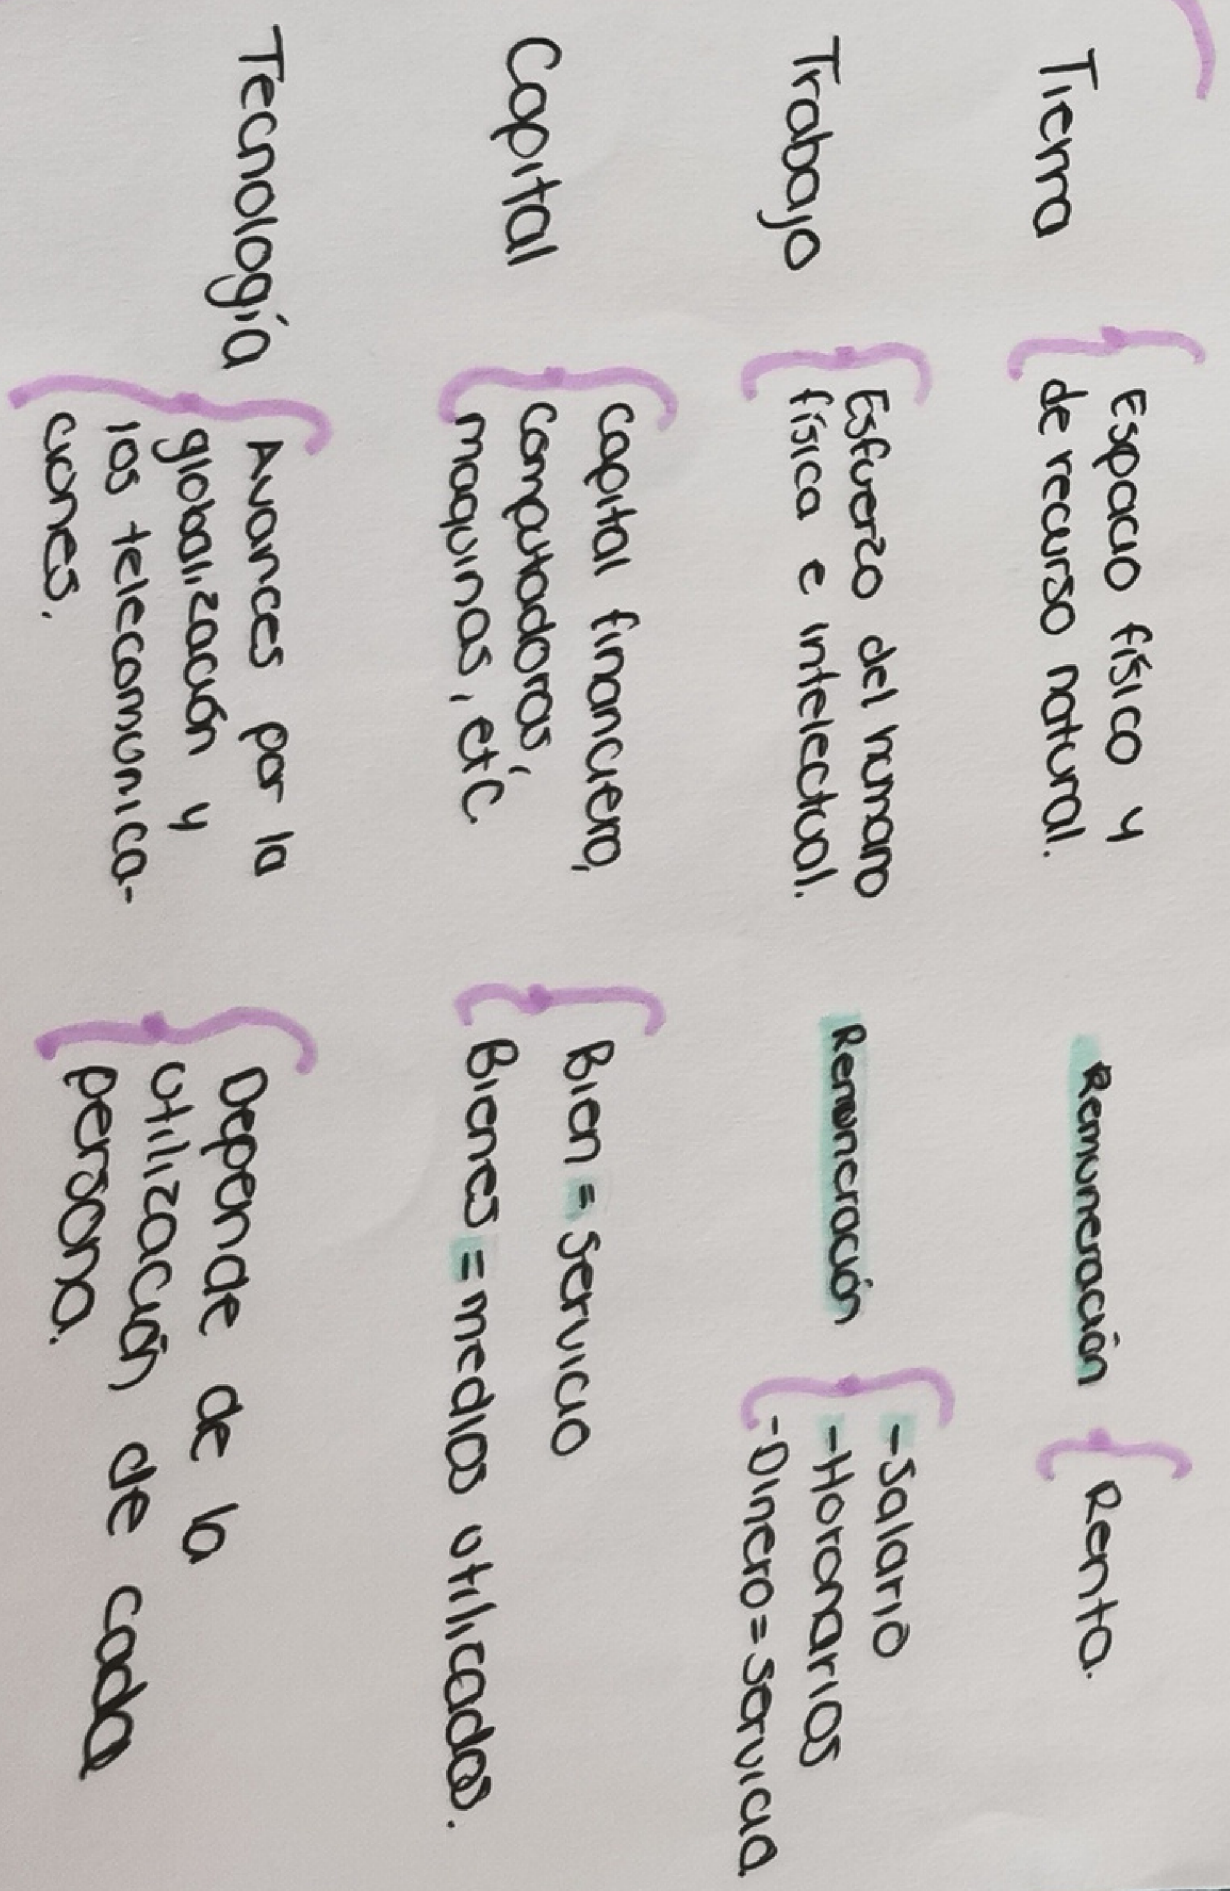 Tierra
Espacio físico y
de recurso natural.
Remuneración
Renta.
Trabajo
Esfuerzo del humano
física e intelectual.
Remuneración
-Salario
-Horonarios
-Dinero=Servicio
Capital
Capital financiero,
computadoras,
maquinas, etc
Bien = Servicio
Bienes = medios utilicados.
Tecnología
Avances por la
globalización y
las telecomunica-
ciones.
Depende de la
utilización de cada
persona.